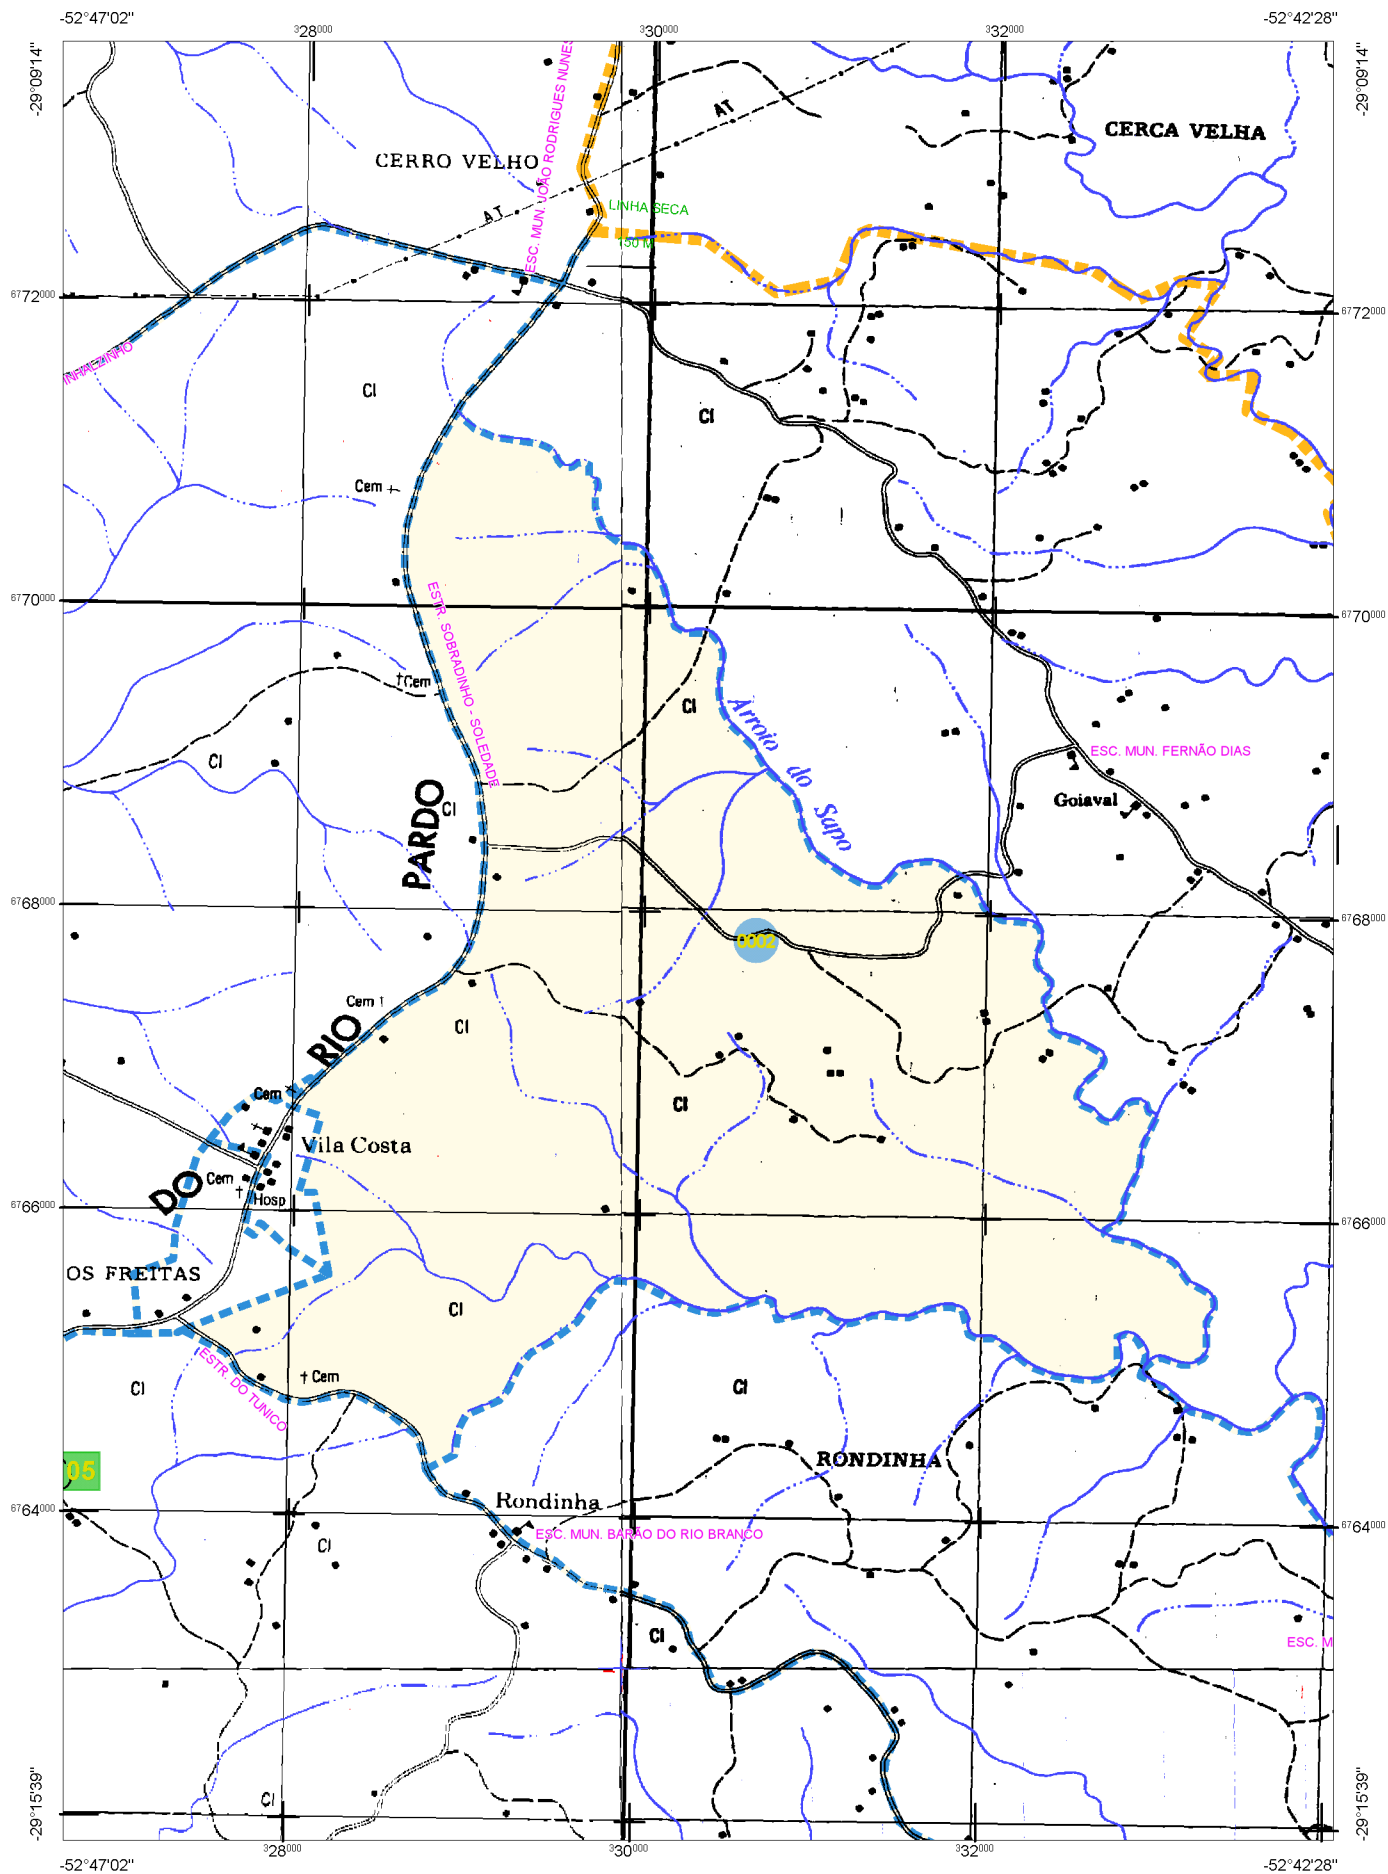 -52°47'02" 328000 330000 332000 -52°42'28"
-29°09'14"
-29°09'14"
ESC. MUN. JOÃO RODRIGUES NUNES
AT
CERCA VELHA
CERRO VELHO
LINHA SECA
AT
150 M
6772000
6772000
INHALZINHO
CI
CI
Cem
6770000
6770000
ESTR. SOBRADINHO - SOLEDADE
Cem
CI
Arroio do Sapo
CI
ESC. MUN. FERNÃO DIAS
PARDO
CI
Goiaval
6768000
6768000
0002
Cem
CI
RIO
Cem
CI
Vila Costa
DO
Cem
Hosp
6766000
6766000
OS FREITAS
CI
ESTR. DO TUNICO
Cem
CI
CI
RONDINHA
05
Rondinha
6764000
6764000
ESC. MUN. BARÃO DO RIO BRANCO
CI
CI
ESC. M
CI
-29°15'39"
-29°15'39"
-52°47'02" 328000 330000 332000 -52°42'28"